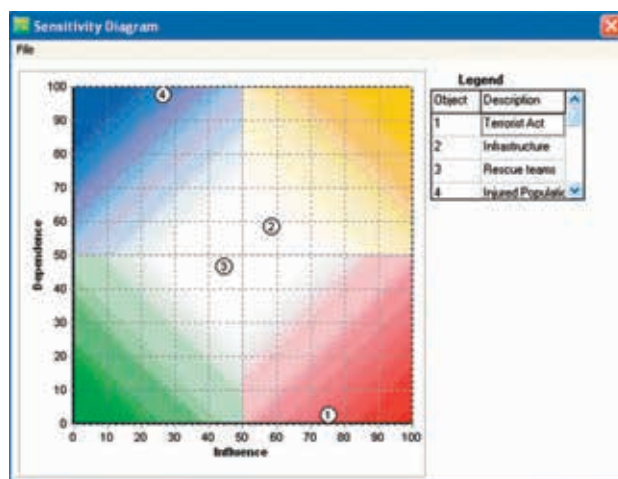 Sensitivity Diagram
File
100
90
80
70
60
50
40
30
20
10
0
Dependence
4
2
3
1
0 10 20 30 40 50 60 70 80 90 100
Influence
Legend
Object Description
1 Terrorist Act
2 Infrastructure
3 Rescue teams
4 Injured Populatic